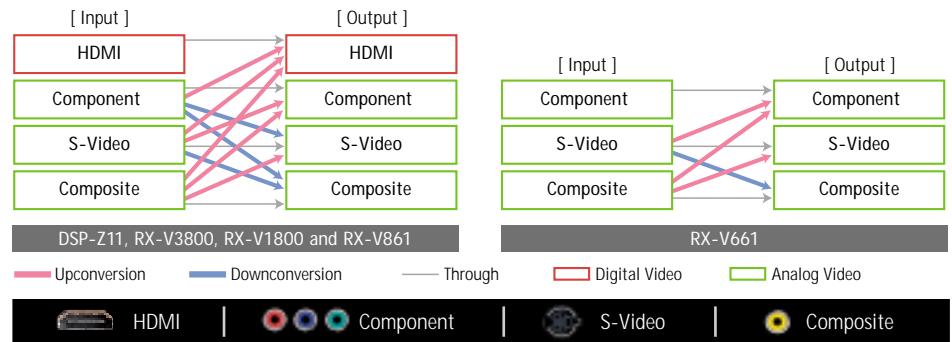 [ Input ] [ Output ]
HDMI HDMI
Component Component
S-Video S-Video
Composite Composite
DSP-Z11, RX-V3800, RX-V1800 and RX-V861
[ Input ] [ Output ]
Component Component
S-Video S-Video
Composite Composite
RX-V661
Upconversion Downconversion Through Digital Video Analog Video
HDMI | Component | S-Video | Composite